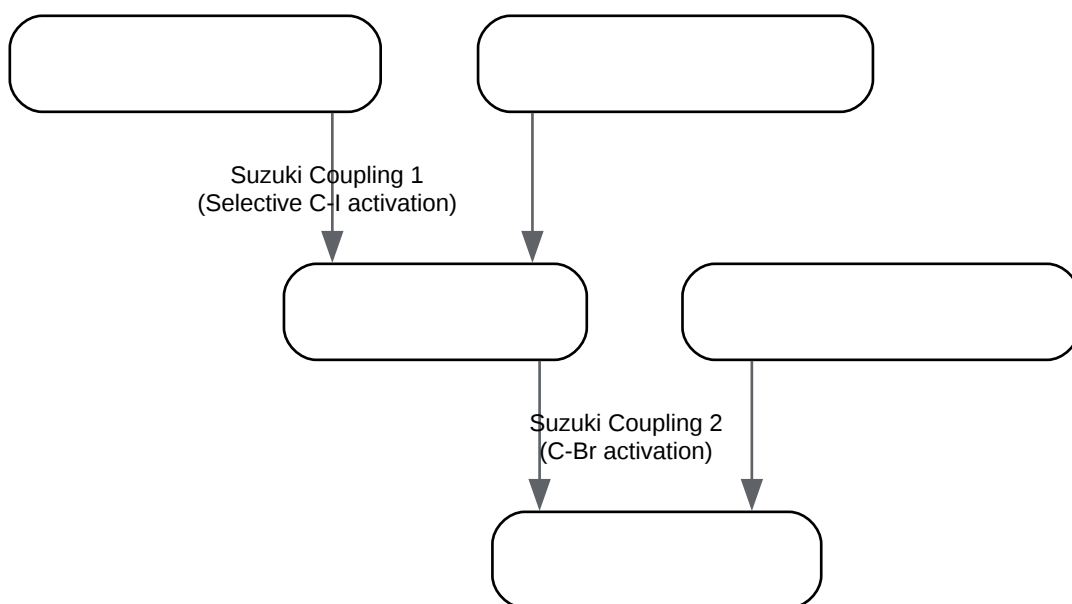 Suzuki Coupling 1
(Selective C-I activation)
Suzuki Coupling 2
(C-Br activation)